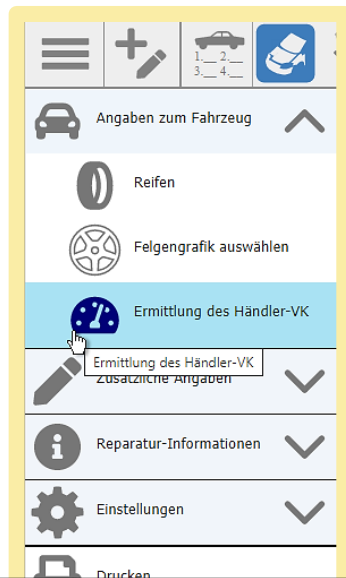 1.__ 2.__
3.__ 4.__
Angaben zum Fahrzeug
Reifen
Felgengrafik auswählen
Ermittlung des Händler-VK
Ermittlung des Händler-VK
Zusätzliche Angaben
Reparatur-Informationen
Einstellungen
Drucken